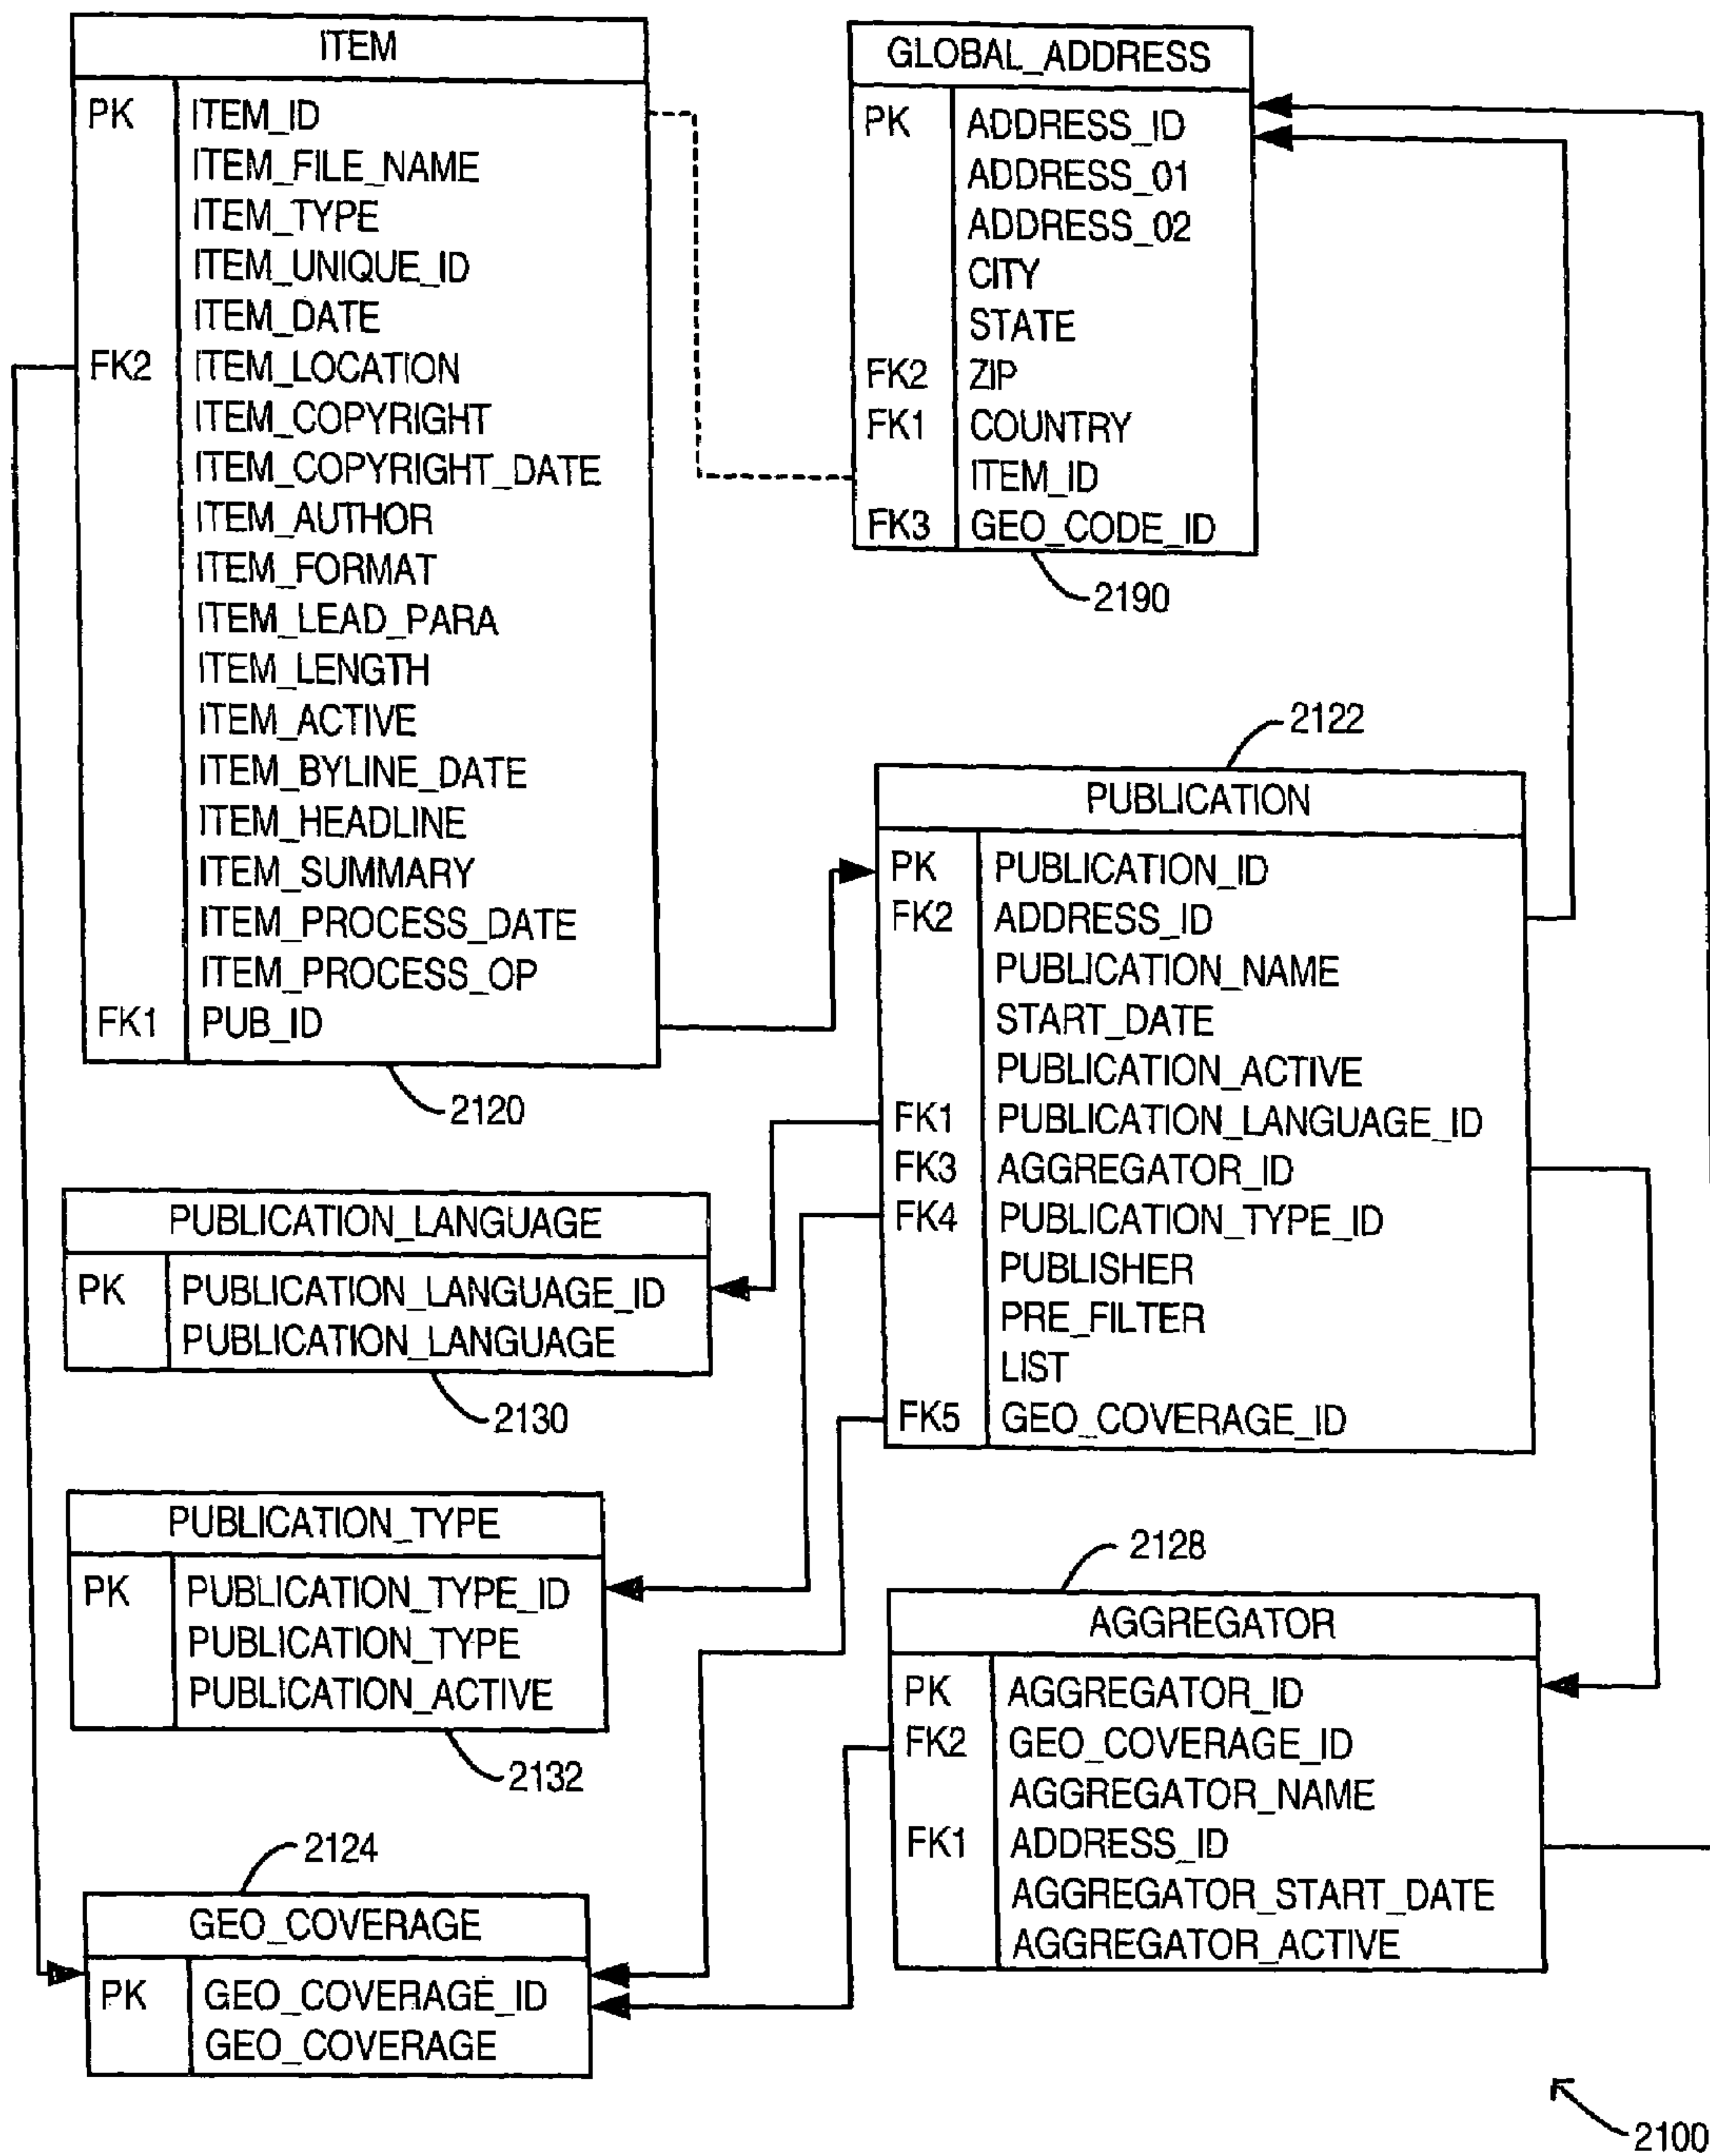 ITEM
PK ITEM_ID
ITEM_FILE_NAME
ITEM_TYPE
ITEM_UNIQUE_ID
ITEM_DATE
FK2 ITEM_LOCATION
ITEM_COPYRIGHT
ITEM_COPYRIGHT_DATE
ITEM_AUTHOR
ITEM_FORMAT
ITEM_LEAD_PARA
ITEM_LENGTH
ITEM_ACTIVE
ITEM_BYLINE_DATE
ITEM_HEADLINE
ITEM_SUMMARY
ITEM_PROCESS_DATE
ITEM_PROCESS_OP
FK1 PUB_ID
2120
GLOBAL_ADDRESS
PK ADDRESS_ID
ADDRESS_01
ADDRESS_02
CITY
STATE
FK2 ZIP
FK1 COUNTRY
ITEM_ID
FK3 GEO_CODE_ID
2190
2122
PUBLICATION
PK PUBLICATION_ID
FK2 ADDRESS_ID
PUBLICATION_NAME
START_DATE
PUBLICATION_ACTIVE
FK1 PUBLICATION_LANGUAGE_ID
FK3 AGGREGATOR_ID
FK4 PUBLICATION_TYPE_ID
PUBLISHER
PRE_FILTER
LIST
FK5 GEO_COVERAGE_ID
PUBLICATION_LANGUAGE
PK PUBLICATION_LANGUAGE_ID
PUBLICATION_LANGUAGE
2130
PUBLICATION_TYPE
PK PUBLICATION_TYPE_ID
PUBLICATION_TYPE
PUBLICATION_ACTIVE
2132
2128
AGGREGATOR
PK AGGREGATOR_ID
FK2 GEO_COVERAGE_ID
AGGREGATOR_NAME
FK1 ADDRESS_ID
AGGREGATOR_START_DATE
AGGREGATOR_ACTIVE
2124
GEO_COVERAGE
PK GEO_COVERAGE_ID
GEO_COVERAGE
2100